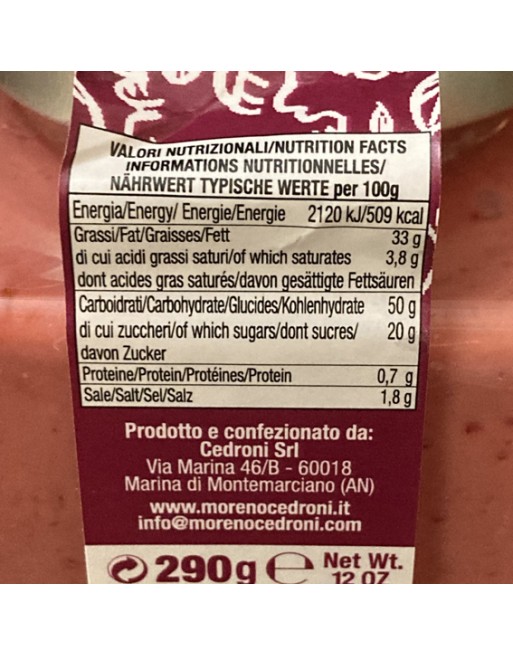 VALORI NUTRIZIONALI/NUTRITION FACTS
INFORMATIONS NUTRITIONNELLES/
NÄHRWERT TYPISCHE WERTE per 100g
Energia/Energy/ Energie/Energie 2120 kJ/509 kcal
Grassi/Fat/Graisses/Fett 33 g
di cui acidi grassi saturi/of which saturates 3,8 g
dont acides gras saturés/davon gesättigte Fettsäuren
Carboidrati/Carbohydrate/Glucides/Kohlenhydrate 50 g
di cui zuccheri/of which sugars/dont sucres/ 20 g
davon Zucker
Proteine/Protein/Protéines/Protein 0,7 g
Sale/Salt/Sel/Salz 1,8 g
Prodotto e confezionato da:
Cedroni Srl
Via Marina 46/B - 60018
Marina di Montemarciano (AN)
www.morenocedroni.it
info@morenocedroni.com
290g e Net Wt.
12 OZ